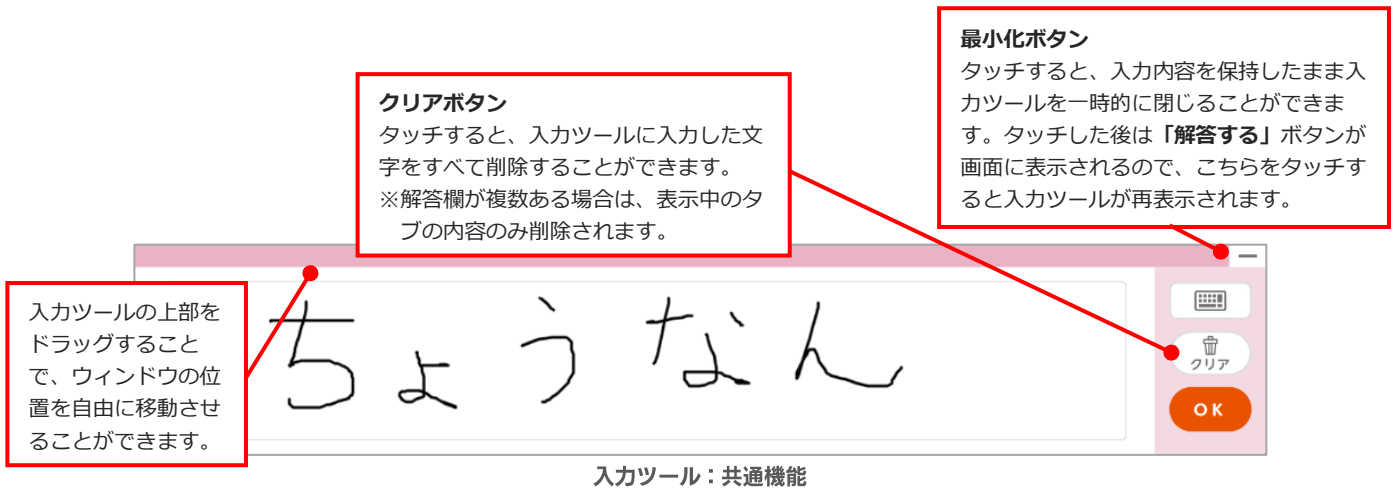 最小化ボタン
タッチすると、入力内容を保持したまま入
力ツールを一時的に閉じることができま
す。タッチした後は「解答する」ボタンが
画面に表示されるので、こちらをタッチす
ると入力ツールが再表示されます。
クリアボタン
タッチすると、入力ツールに入力した文
字をすべて削除することができます。
※解答欄が複数ある場合は、表示中のタ
ブの内容のみ削除されます。
入力ツールの上部を
ドラッグすること
で、ウィンドウの位
置を自由に移動させ
ることができます。
ちょうなん
クリア
OK
入力ツール：共通機能